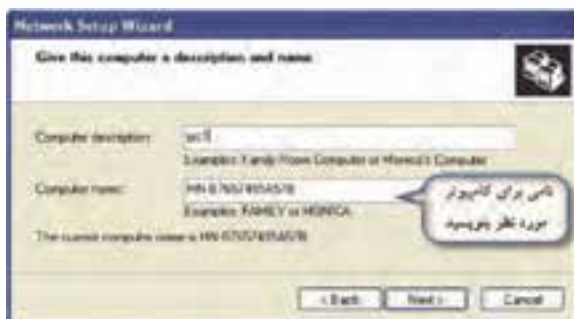 Network Setup Wizard
Give this computer a description and name.
Computer description:
Examples: Family Room Computer or Monica's Computer
Computer name:
نامی برای کامپیوتر
مورد نظر بنویسید
Examples: FAMILY or MONICA
The current computer name is
< Back
Next >
Cancel